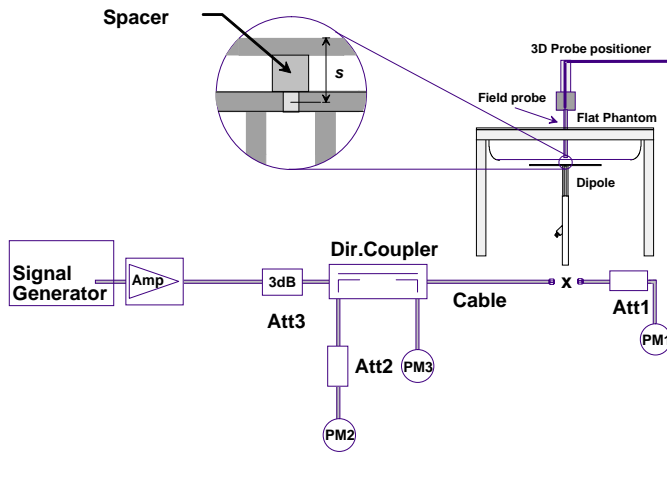 Spacer
s
3D Probe positioner
Field probe
Flat Phantom
Dipole
Signal
Generator
Amp
3dB
Att3
Dir.Coupler
Cable
x
Att1
PM1
Att2
PM3
PM2